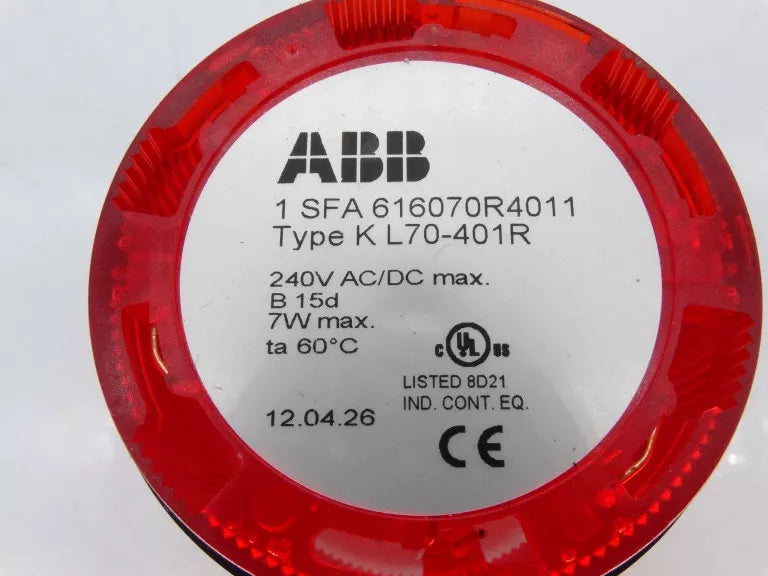 ABB
1 SFA 616070R4011
Type K L70-401R
240V AC/DC max.
B 15d
7W max.
ta 60°C
C UL US
LISTED 8D21
IND. CONT. EQ.
12.04.26
CE